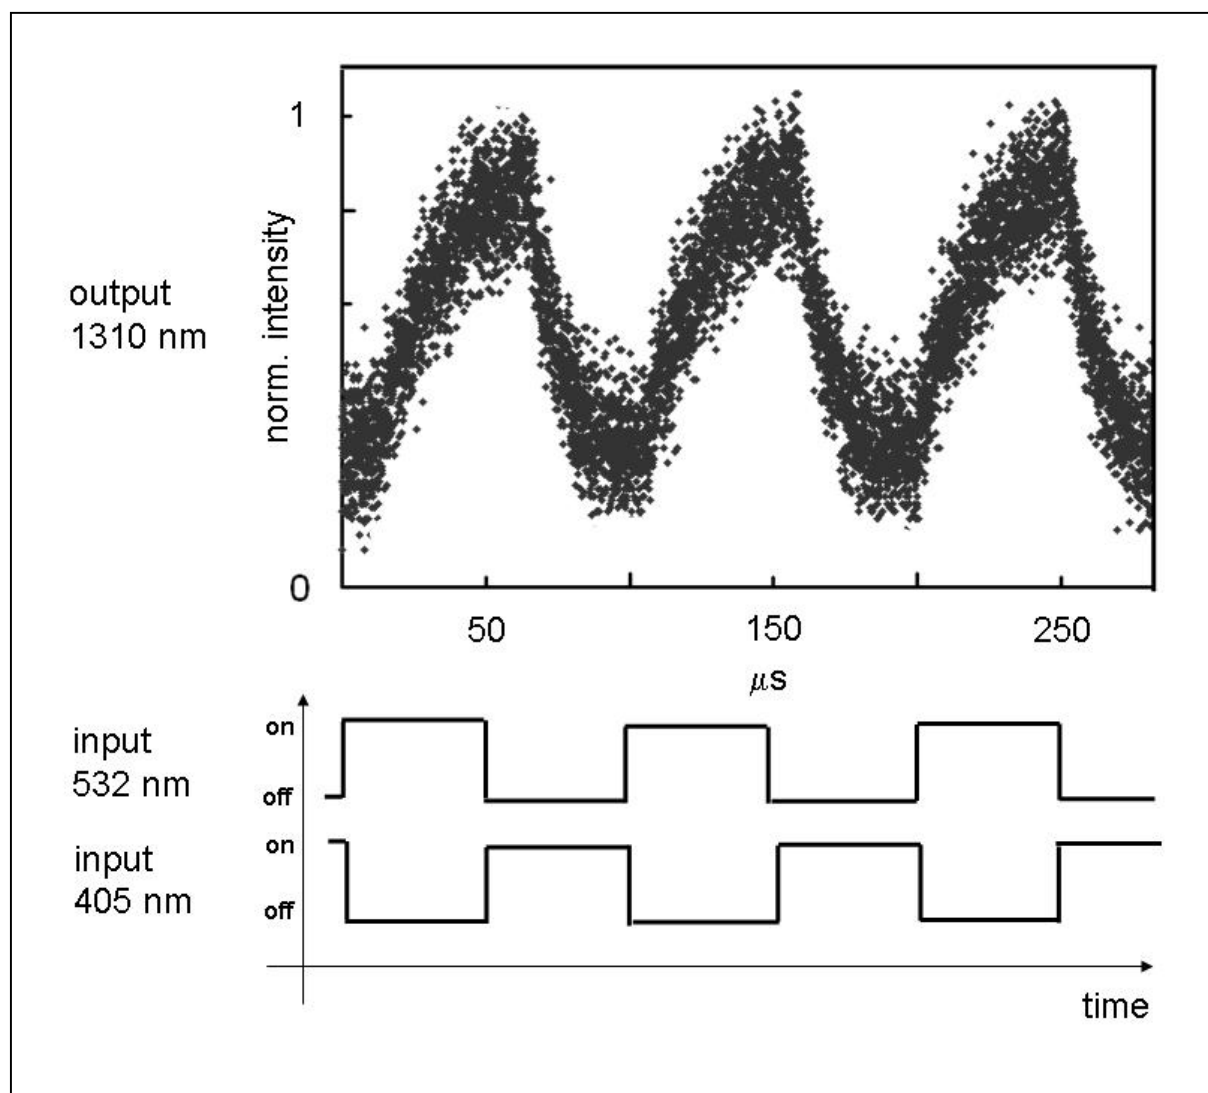 1
norm. intensity
output
1310 nm
0
50
150
250
μs
input
532 nm
on
off
input
405 nm
on
off
time